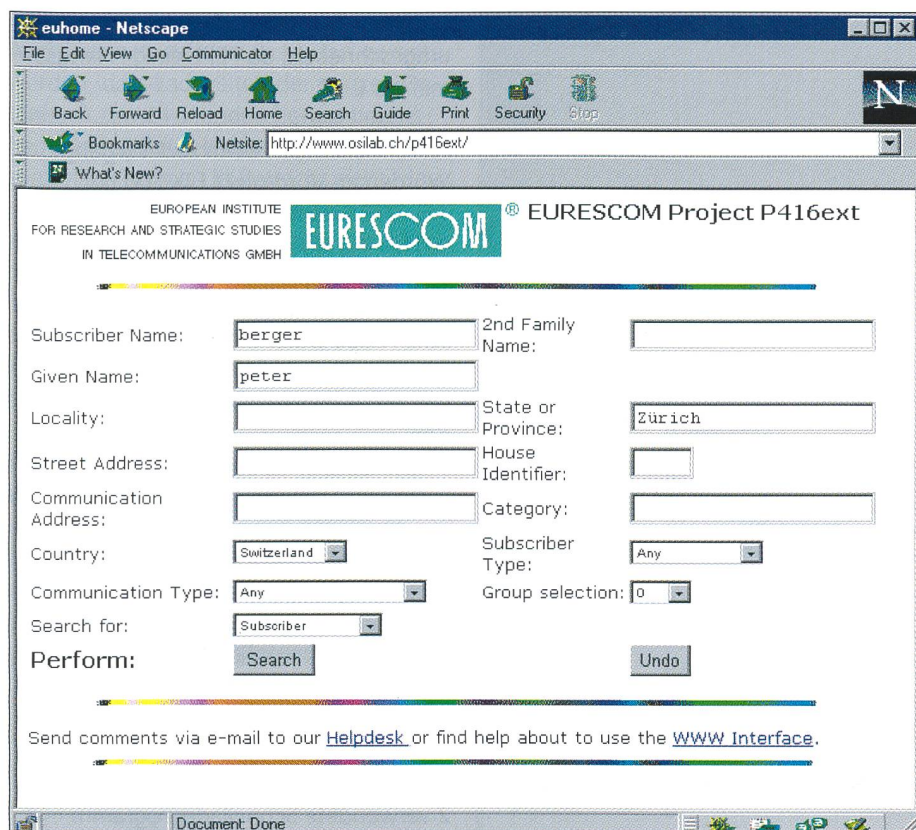 euhome - Netscape
File Edit View Go Communicator Help
Back Forward Reload Home Search Guide Print Security Stop
N
Bookmarks Netsite: http://www.osilab.ch/p416ext/
What's New?
EUROPEAN INSTITUTE
FOR RESEARCH AND STRATEGIC STUDIES
IN TELECOMMUNICATIONS GMBH
EURESCOM ® EURESCOM Project P416ext
Subscriber Name: berger 2nd Family
Name:
Given Name: peter
Locality: State or
Province: Zürich
Street Address: House
Identifier:
Communication
Address: Category:
Country: Switzerland Subscriber
Type: Any
Communication Type: Any Group selection: 0
Search for: Subscriber
Perform: Search Undo
Send comments via e-mail to our Helpdesk or find help about to use the WWW Interface.
Document: Done